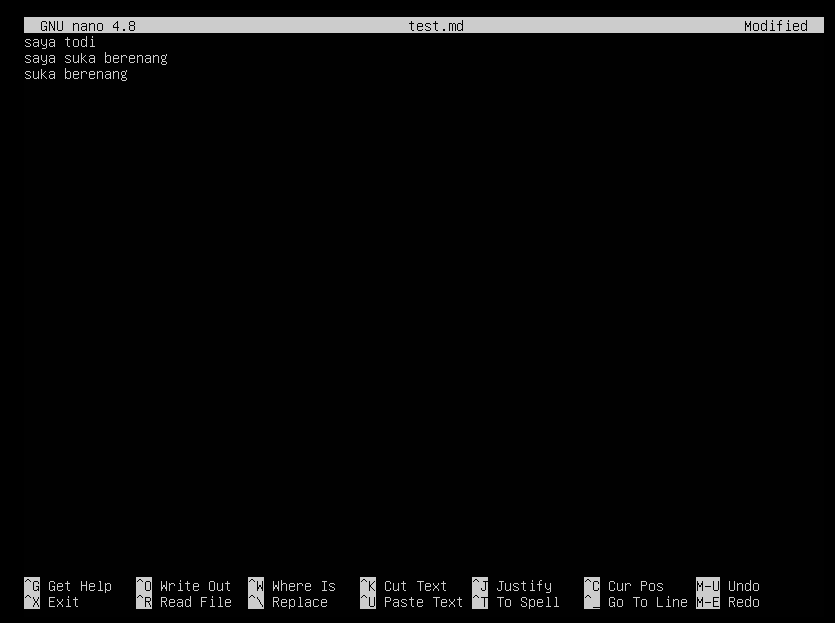 GNU nano 4.8 test.md Modified
saya todi
saya suka berenang
suka berenang
^G Get Help ^O Write Out ^W Where Is ^K Cut Text ^J Justify ^C Cur Pos M-U Undo
^X Exit ^R Read File ^\ Replace ^U Paste Text ^T To Spell ^_ Go To Line M-E Redo